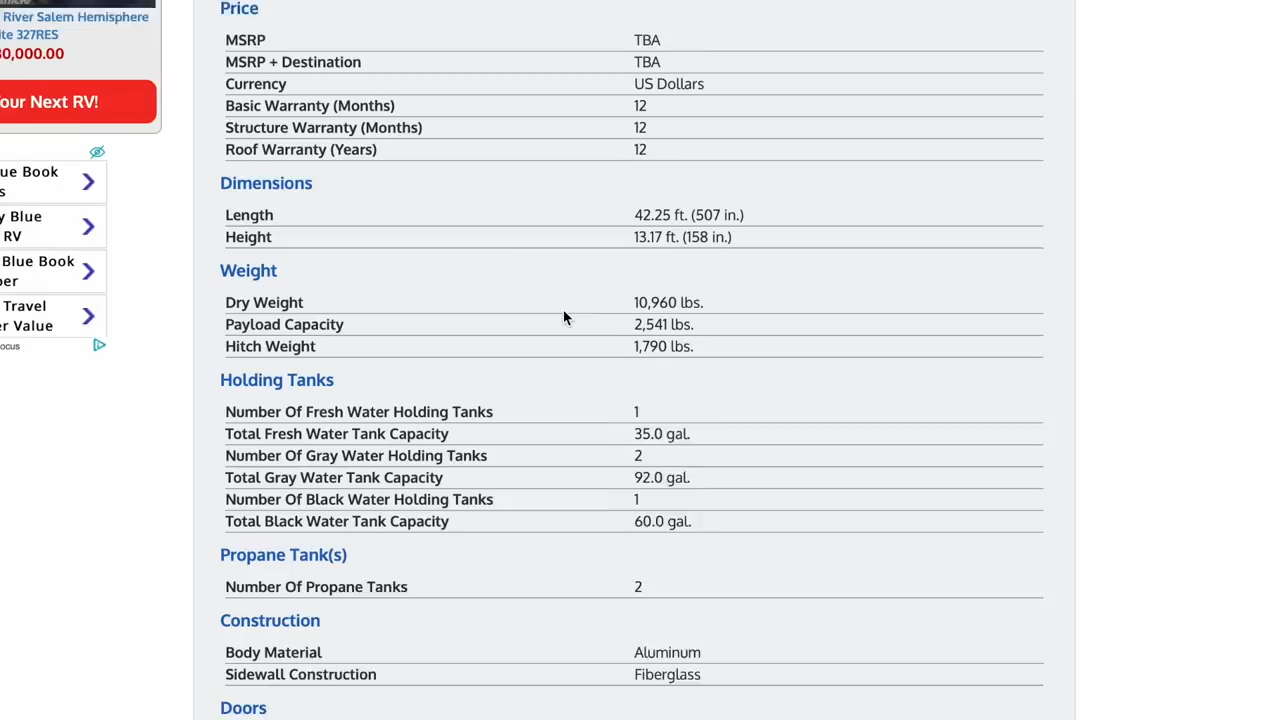 River Salem Hemisphere
ite 327RES
0,000.00
our Next RV!
ue Book
s
y Blue
RV
Blue Book
per
Travel
er Value
ocus
Price
MSRP TBA
MSRP + Destination TBA
Currency US Dollars
Basic Warranty (Months) 12
Structure Warranty (Months) 12
Roof Warranty (Years) 12
Dimensions
Length 42.25 ft. (507 in.)
Height 13.17 ft. (158 in.)
Weight
Dry Weight 10,960 lbs.
Payload Capacity 2,541 lbs.
Hitch Weight 1,790 lbs.
Holding Tanks
Number Of Fresh Water Holding Tanks 1
Total Fresh Water Tank Capacity 35.0 gal.
Number Of Gray Water Holding Tanks 2
Total Gray Water Tank Capacity 92.0 gal.
Number Of Black Water Holding Tanks 1
Total Black Water Tank Capacity 60.0 gal.
Propane Tank(s)
Number Of Propane Tanks 2
Construction
Body Material Aluminum
Sidewall Construction Fiberglass
Doors